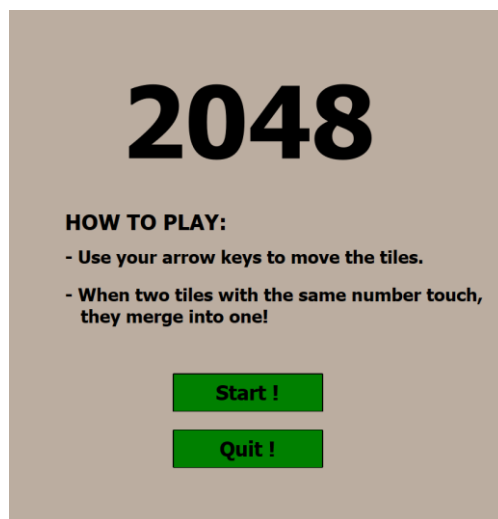 2048
HOW TO PLAY:
- Use your arrow keys to move the tiles.
- When two tiles with the same number touch,
they merge into one!
Start !
Quit !